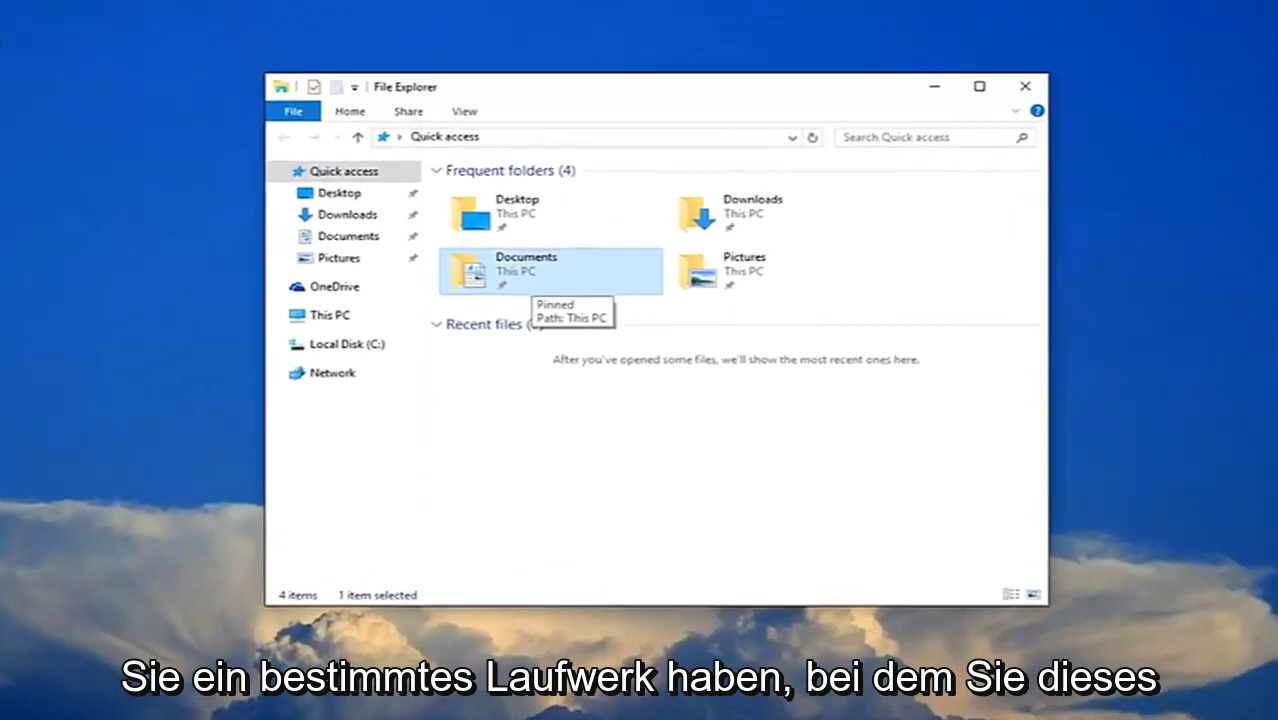 File Explorer
File Home Share View
Quick access
Search Quick access
Quick access
Desktop
Downloads
Documents
Pictures
OneDrive
This PC
Local Disk (C:)
Network
Frequent folders (4)
Desktop
This PC
Downloads
This PC
Documents
This PC
Pictures
This PC
Pinned
Path: This PC
Recent files
After you've opened some files, we'll show the most recent ones here.
4 items 1 item selected
Sie ein bestimmtes Laufwerk haben, bei dem Sie dieses